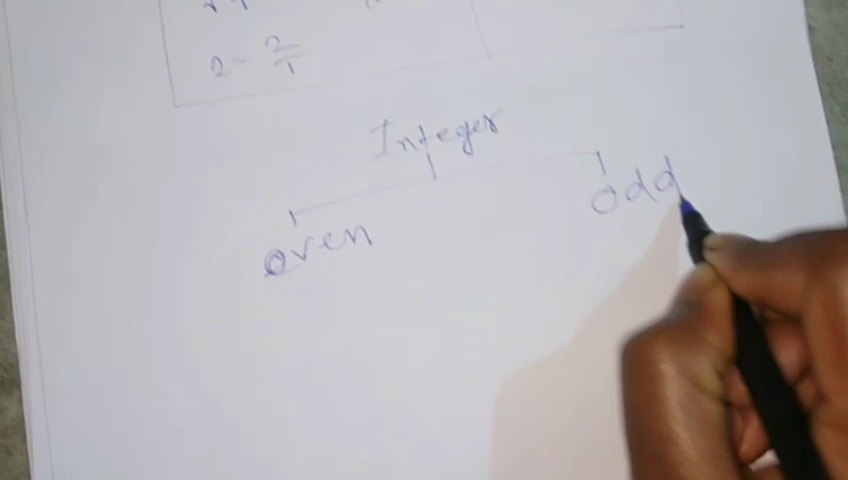 2 = 2/1
Integer
even
odd